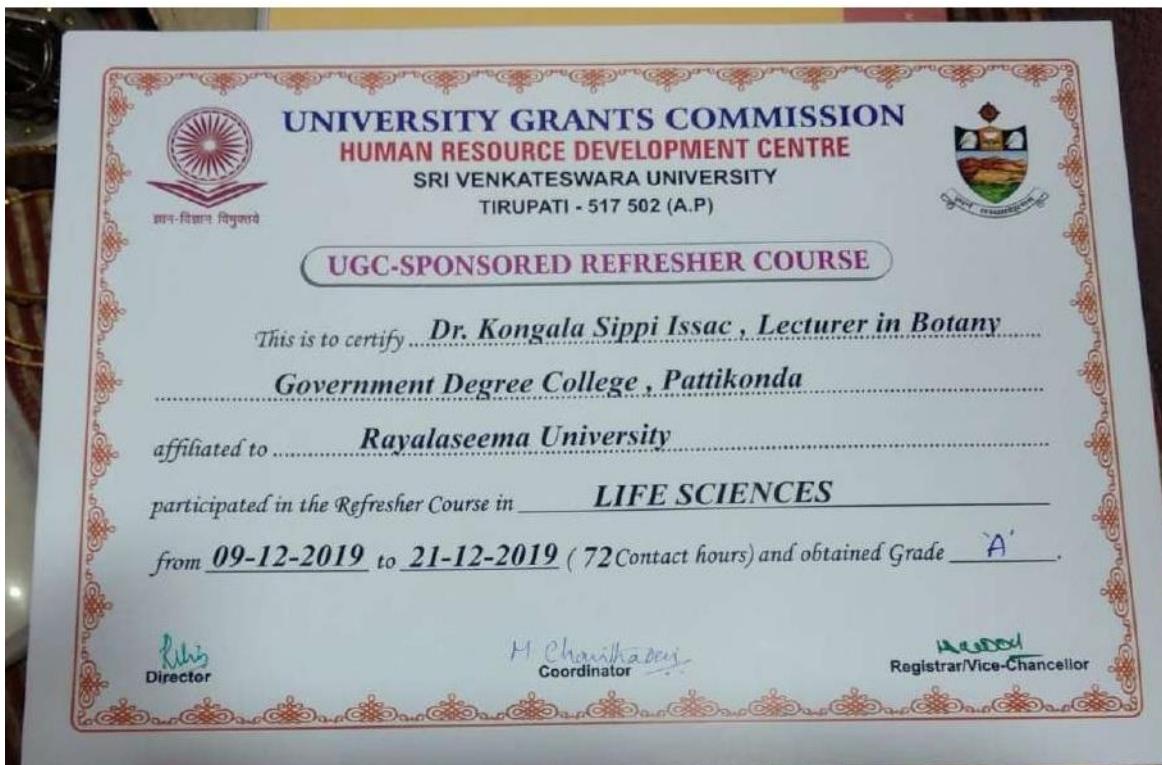 UNIVERSITY GRANTS COMMISSION
HUMAN RESOURCE DEVELOPMENT CENTRE
SRI VENKATESWARA UNIVERSITY
TIRUPATI - 517 502 (A.P)
ज्ञान-विज्ञान विमुक्तये
UGC-SPONSORED REFRESHER COURSE
This is to certify Dr. Kongala Sippi Issac , Lecturer in Botany
Government Degree College , Pattikonda
affiliated to Rayalaseema University
participated in the Refresher Course in LIFE SCIENCES
from 09-12-2019 to 21-12-2019 ( 72 Contact hours) and obtained Grade 'A' .
Director
Coordinator
Registrar/Vice-Chancellor